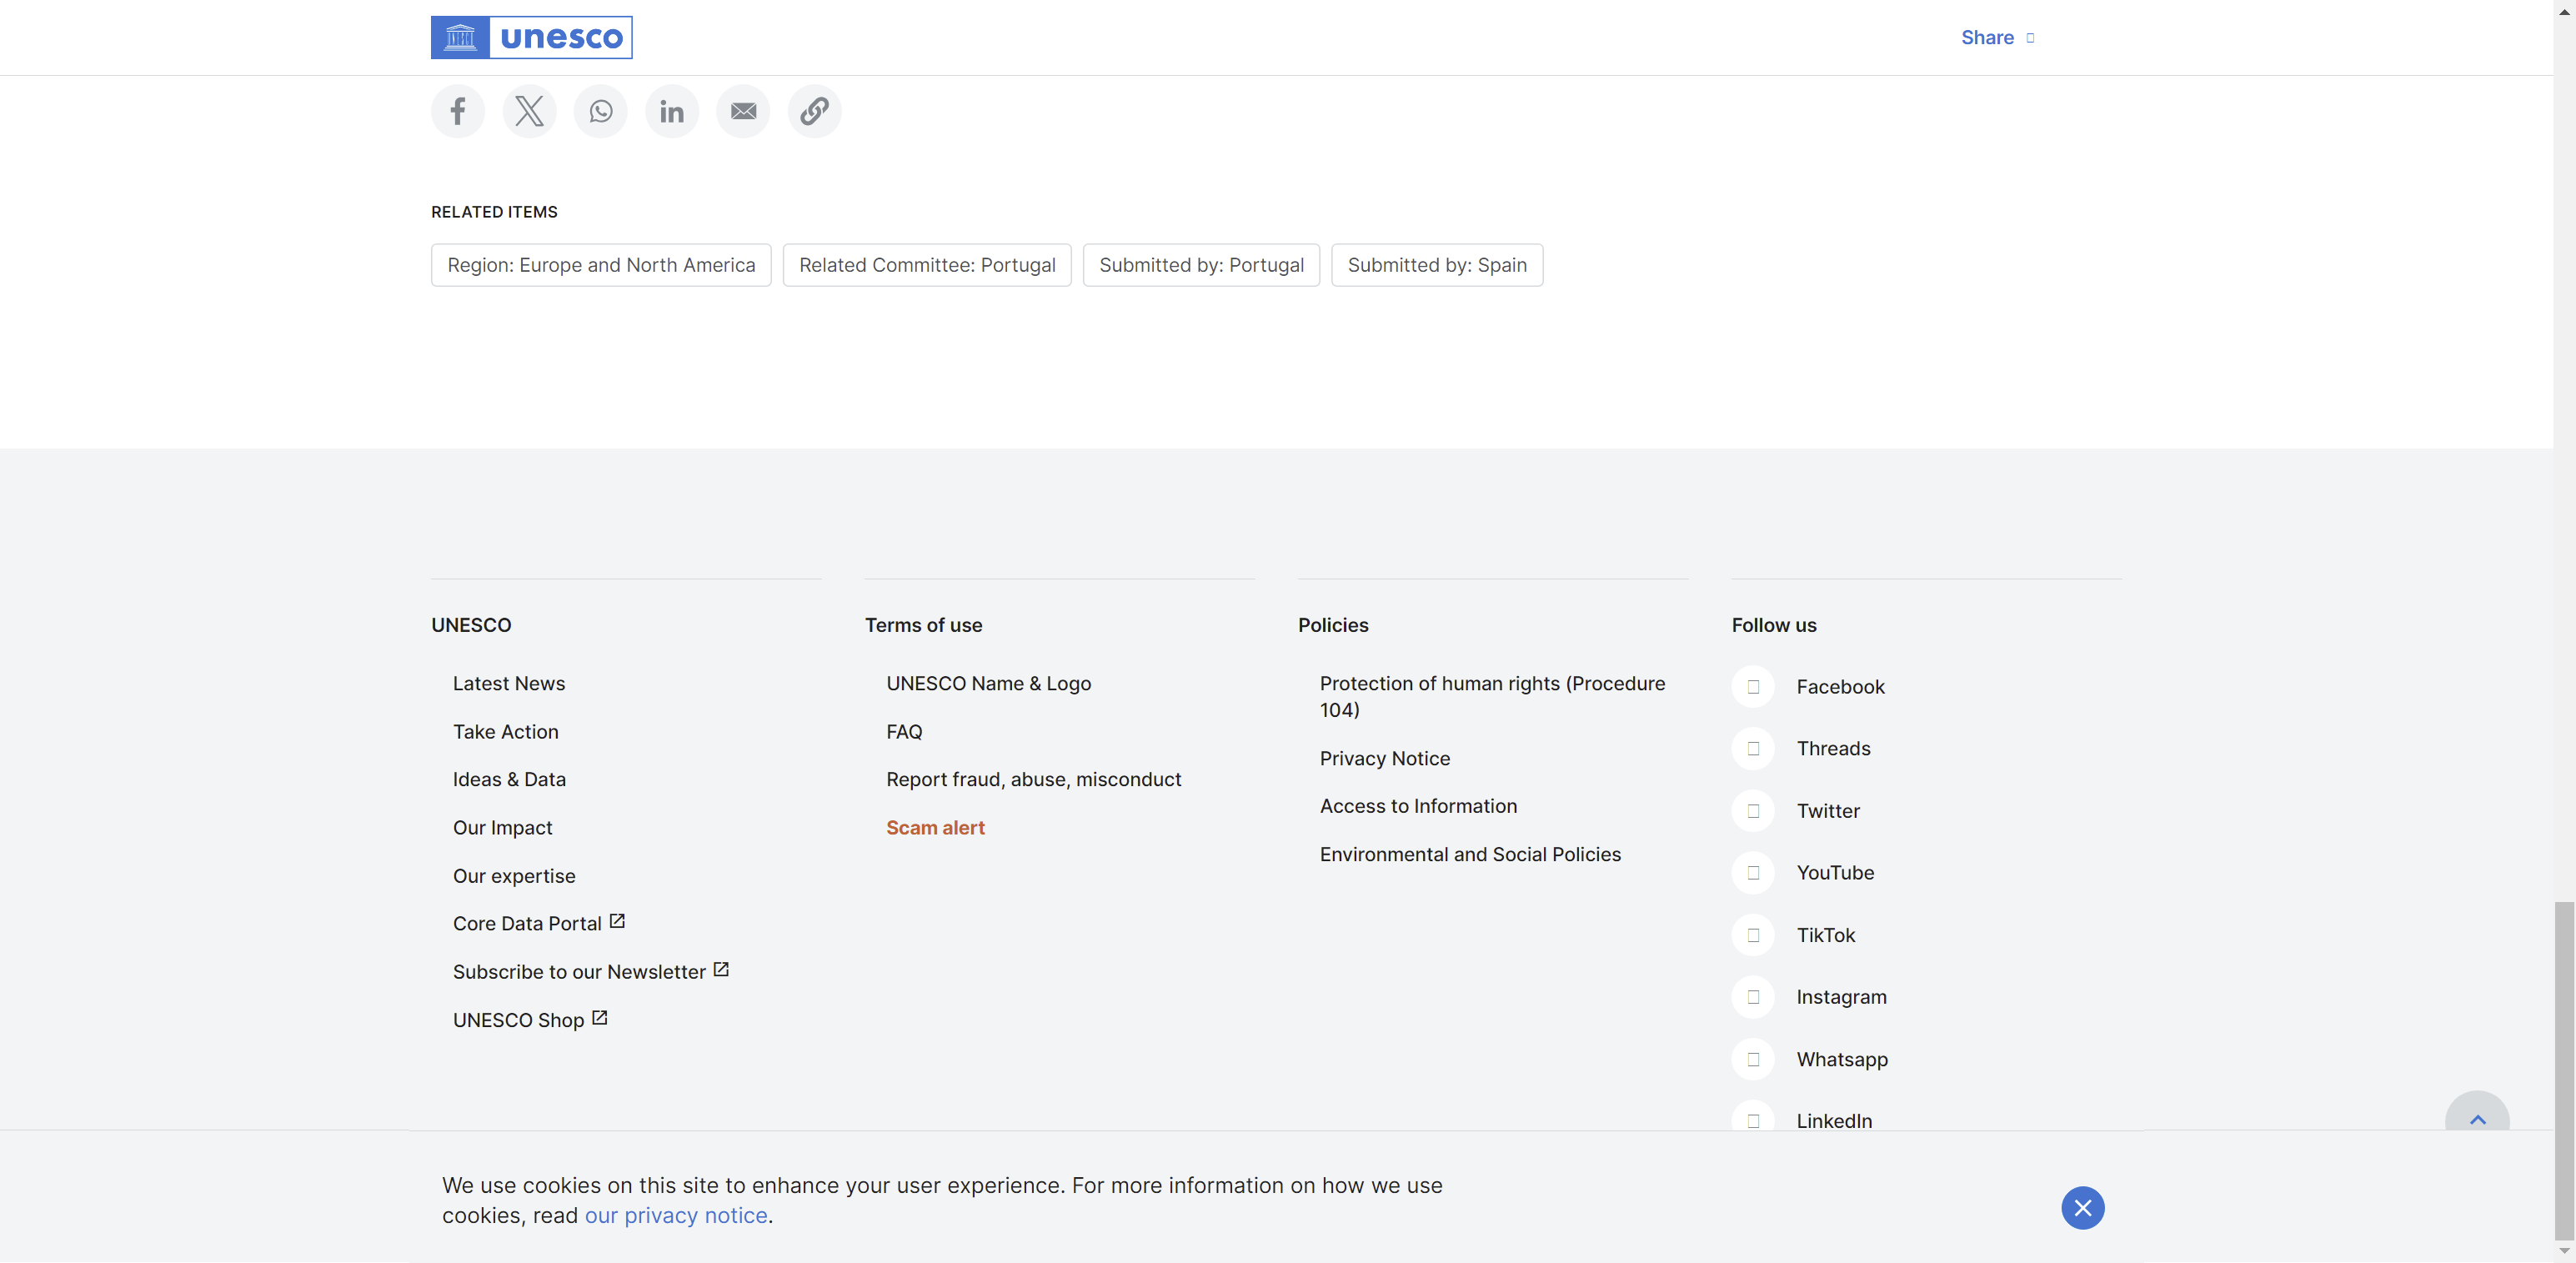 unesco
Share
RELATED ITEMS
Region: Europe and North America
Related Committee: Portugal
Submitted by: Portugal
Submitted by: Spain
UNESCO
Latest News
Take Action
Ideas & Data
Our Impact
Our expertise
Core Data Portal
Subscribe to our Newsletter
UNESCO Shop
Terms of use
UNESCO Name & Logo
FAQ
Report fraud, abuse, misconduct
Scam alert
Policies
Protection of human rights (Procedure
104)
Privacy Notice
Access to Information
Environmental and Social Policies
Follow us
Facebook
Threads
Twitter
YouTube
TikTok
Instagram
Whatsapp
LinkedIn
We use cookies on this site to enhance your user experience. For more information on how we use
cookies, read our privacy notice.